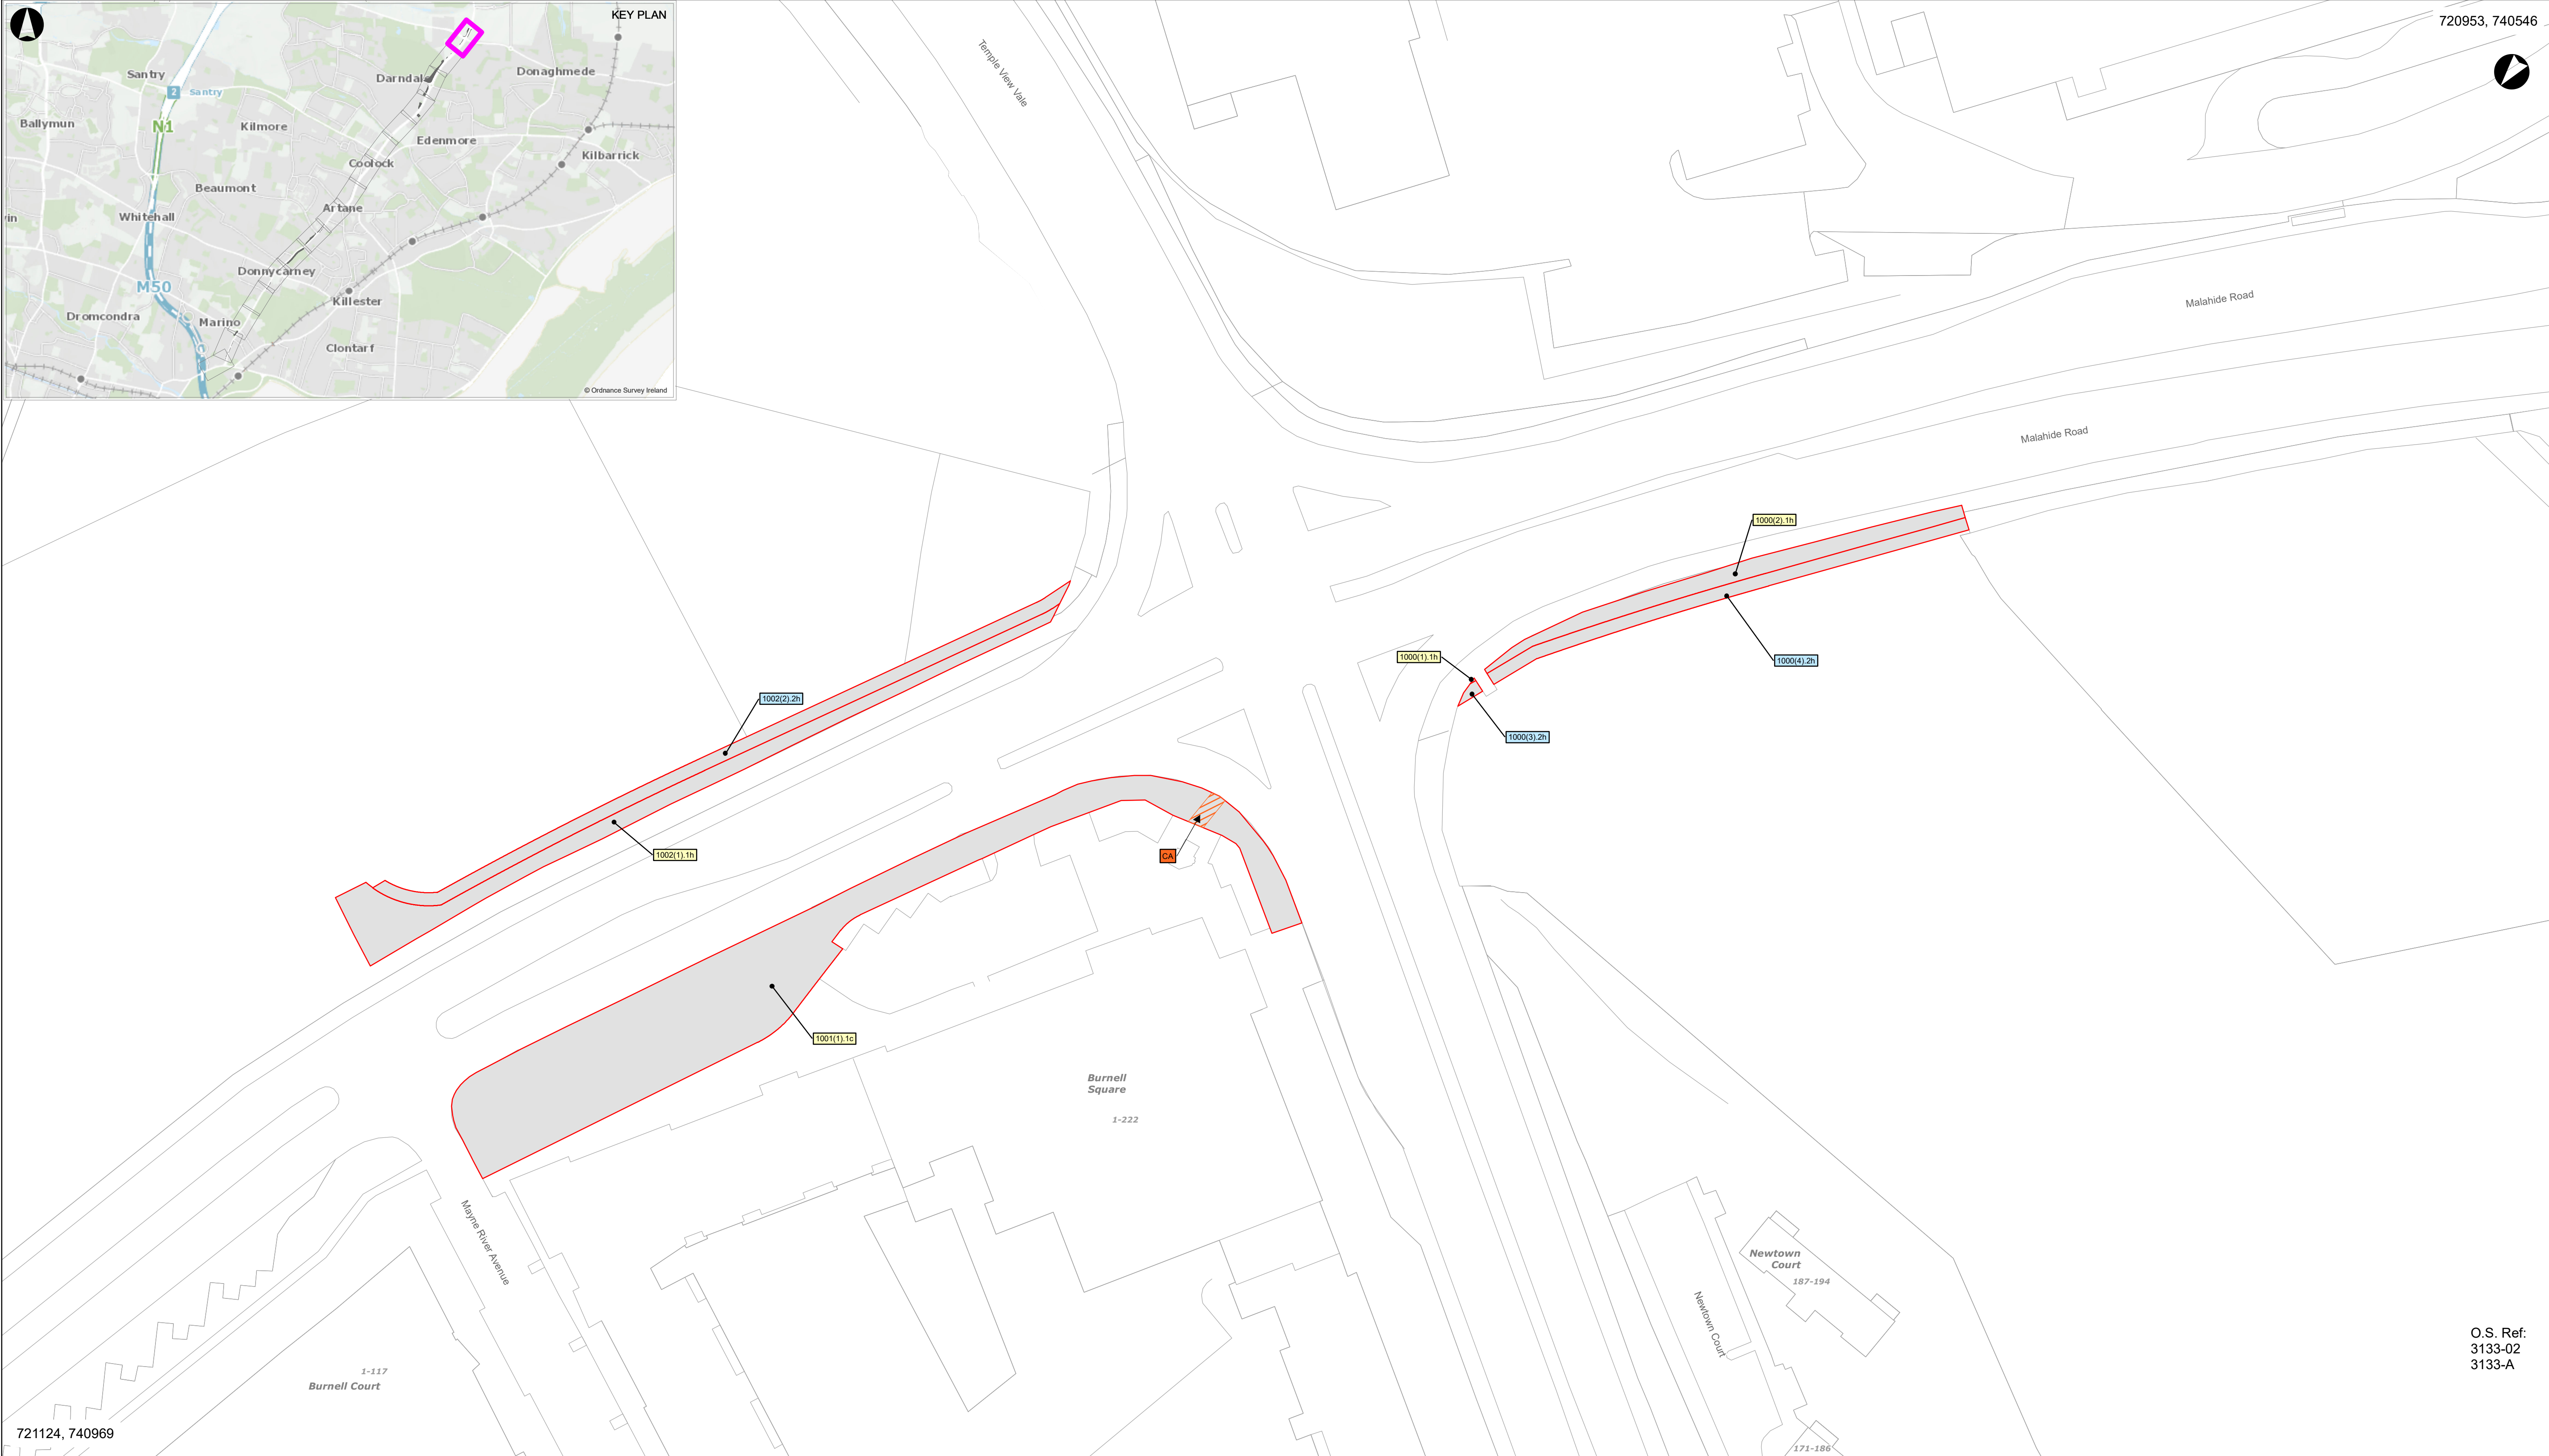 KEY PLAN
720953, 740546
Santry
2
Santry
Darndale
Donaghmede
Ballymun
N1
Kilmore
Edenmore
Coolock
Kilbarrick
Beaumont
Artane
Whitehall
vin
Donnycarney
M50
Killester
Dromcondra
Marino
Clontarf
© Ordnance Survey Ireland
Temple View Vale
Malahide Road
Malahide Road
1000(2).1h
1000(1).1h
1000(4).2h
1002(2).2h
1000(3).2h
1002(1).1h
CA
1001(1).1c
Burnell
Square
1-222
Mayne River Avenue
Newtown
Court
187-194
Newtown Court
O.S. Ref:
3133-02
3133-A
1-117
Burnell Court
721124, 740969
171-186